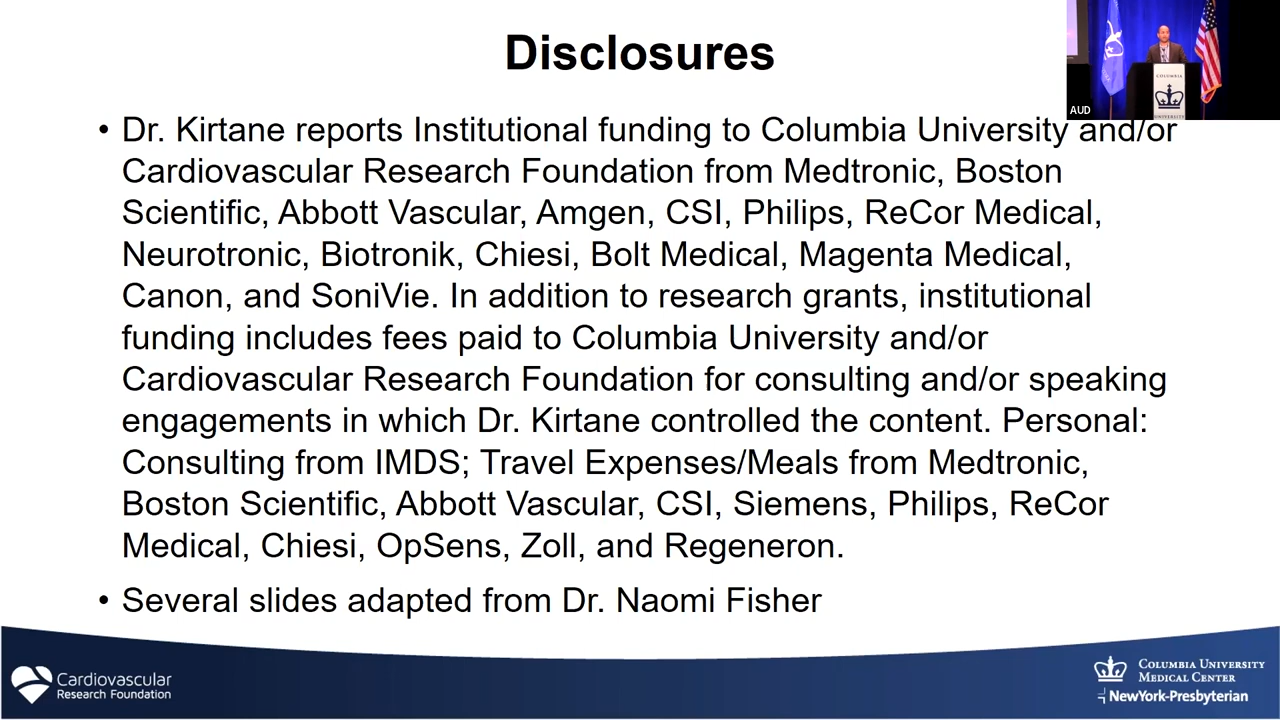 Disclosures
AUD
COLUMBIA
UNIVERSITY
• Dr. Kirtane reports Institutional funding to Columbia University and/or
Cardiovascular Research Foundation from Medtronic, Boston
Scientific, Abbott Vascular, Amgen, CSI, Philips, ReCor Medical,
Neurotronic, Biotronik, Chiesi, Bolt Medical, Magenta Medical,
Canon, and SoniVie. In addition to research grants, institutional
funding includes fees paid to Columbia University and/or
Cardiovascular Research Foundation for consulting and/or speaking
engagements in which Dr. Kirtane controlled the content. Personal:
Consulting from IMDS; Travel Expenses/Meals from Medtronic,
Boston Scientific, Abbott Vascular, CSI, Siemens, Philips, ReCor
Medical, Chiesi, OpSens, Zoll, and Regeneron.
• Several slides adapted from Dr. Naomi Fisher
Cardiovascular
Research Foundation
COLUMBIA UNIVERSITY
MEDICAL CENTER
NewYork-Presbyterian